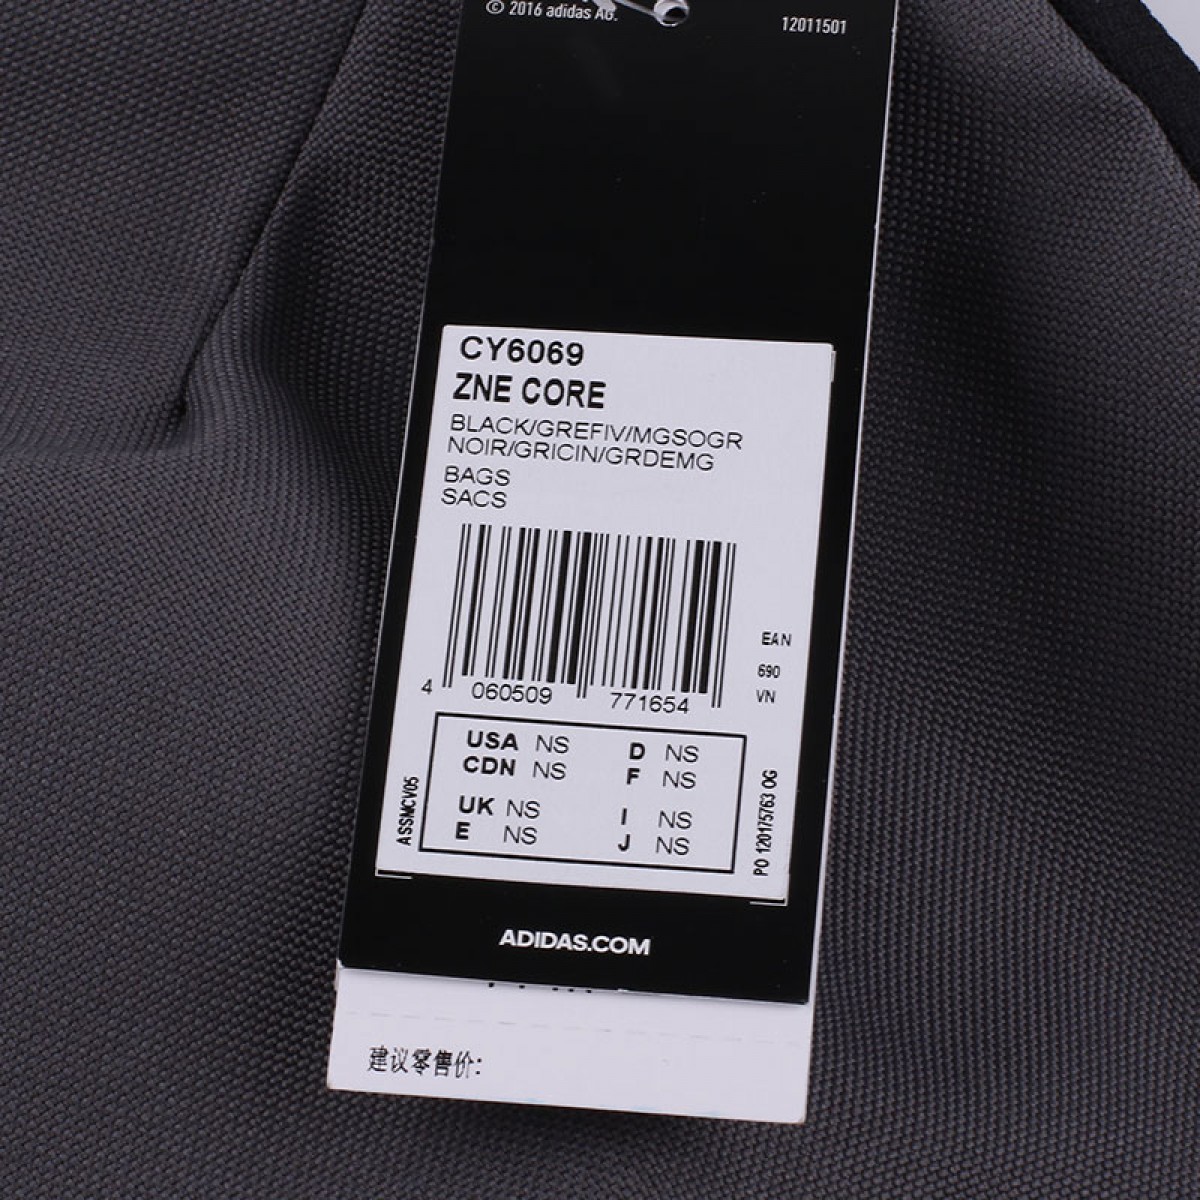 © 2016 adidas AG.
12011501
CY6069
ZNE CORE
BLACK/GREFIV/MGSOGR
NOIR/GRICIN/GRDEMG
BAGS
SACS
EAN
690
VN
4 060509 771654
USA NS D NS
CDN NS F NS
UK NS I NS
E NS J NS
ASSMCV05
PO 120175763 OG
ADIDAS.COM
建议零售价: